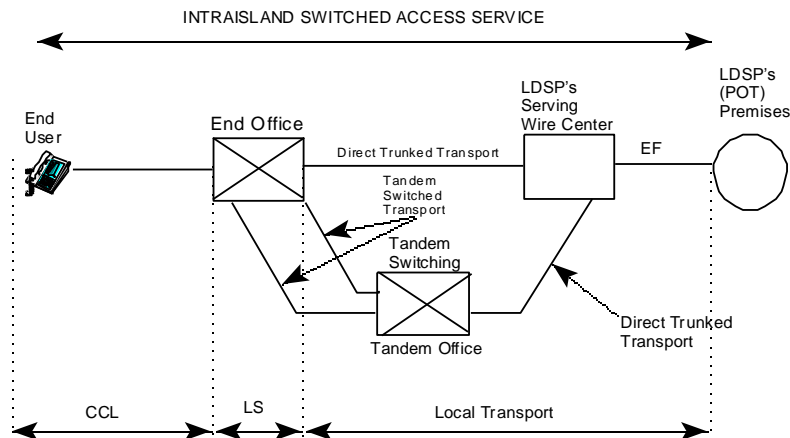 INTRAISLAND SWITCHED ACCESS SERVICE
LDSP's
(POT)
Premises
LDSP's
Serving
Wire Center
End
User
End Office
Direct Trunked Transport
EF
Tandem
Switched
Transport
Tandem
Switching
Tandem Office
Direct Trunked
Transport
CCL
LS
Local Transport